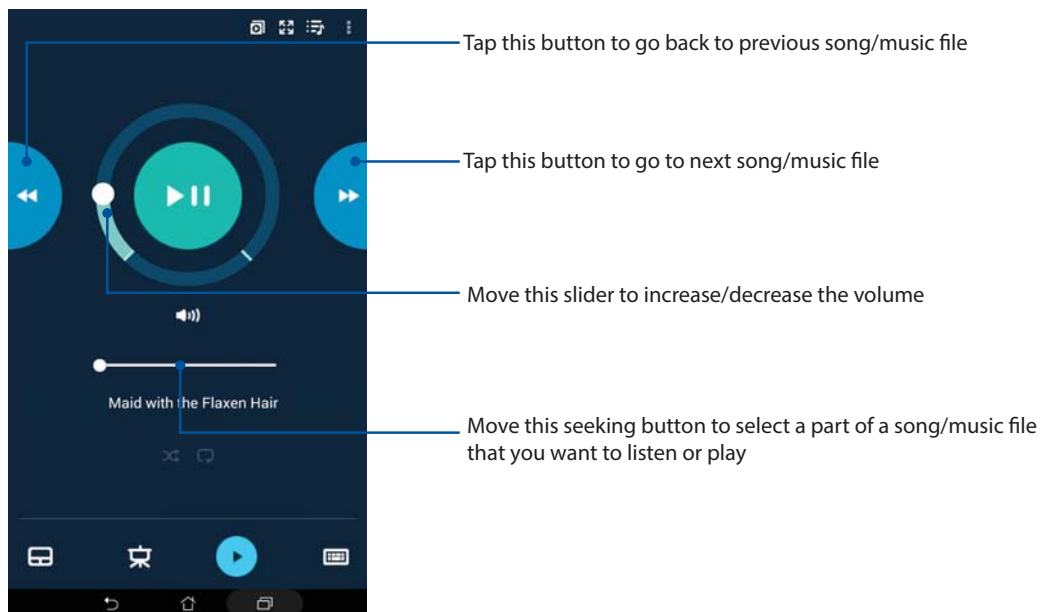 Tap this button to go back to previous song/music file
Tap this button to go to next song/music file
Move this slider to increase/decrease the volume
Maid with the Flaxen Hair
Move this seeking button to select a part of a song/music file
that you want to listen or play